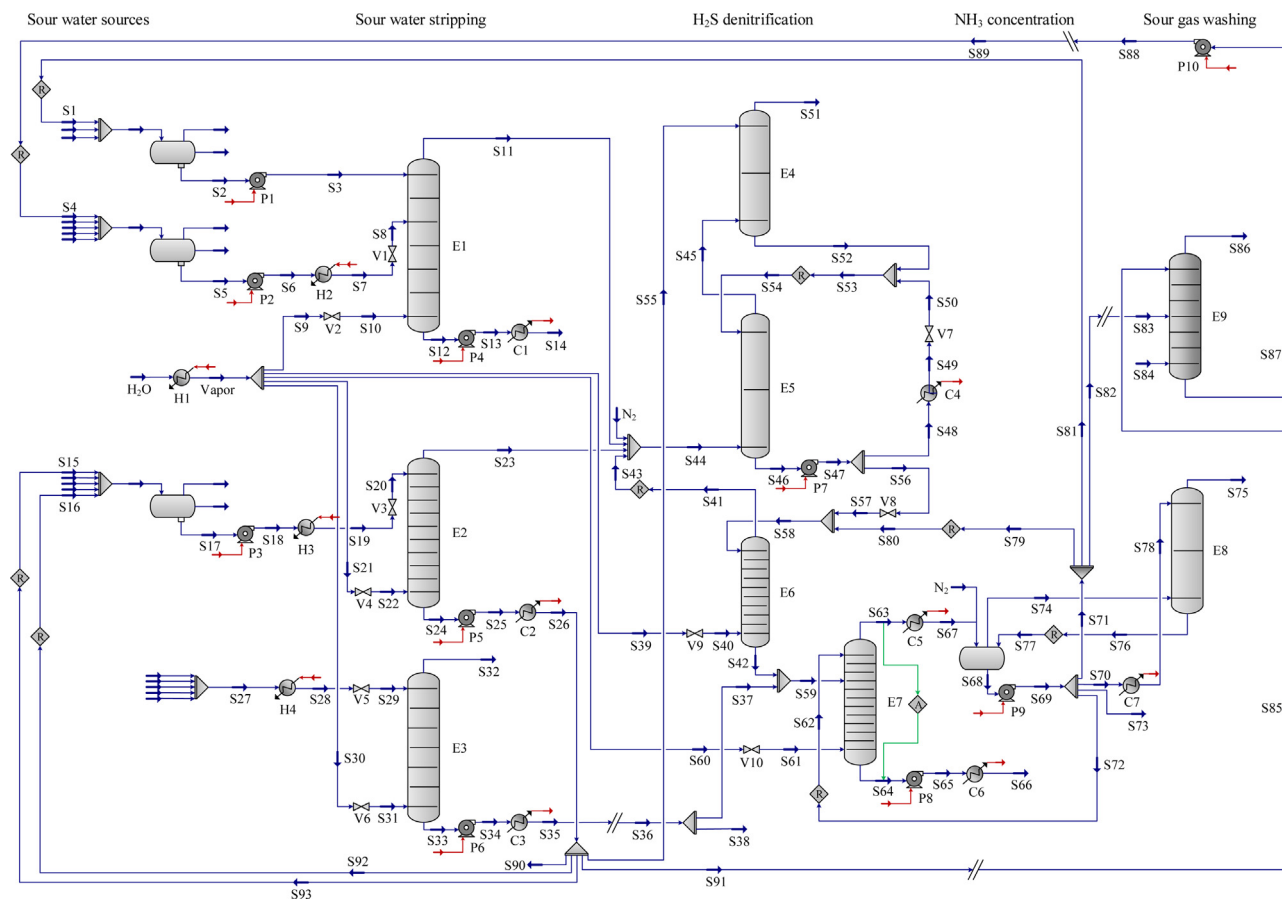 Sour water sources
Sour water stripping
H₂S denitrification
NH₃ concentration
Sour gas washing
S89
S88
P10
R
S1
S51
S11
R
E4
S2
P1
S3
S4
S8
S45
S52
S86
V1
E1
S5
P2
S6
H2
S7
S55
S54
R
S53
S50
E9
S83
S9
V2
S10
V7
S12
P4
S13
C1
S14
E5
S49
S84
S87
S82
H₂O
H1
Vapor
N₂
C4
S81
S48
S23
S44
S15
S43
S46
P7
S47
S56
S16
S20
R
S41
S57
V8
S75
V3
S58
S80
R
S79
S78
E8
S17
P3
S18
H3
S19
E2
S21
E6
N₂
S74
R
V4
S22
S24
P5
S25
C2
S26
S63
C5
S67
S71
S77
R
S76
R
S39
V9
S40
S42
S32
S68
S70
C7
S27
H4
S28
V5
S29
S37
S59
E7
A
P9
S69
S73
S62
S85
E3
S30
S60
V10
S61
S72
V6
S31
S64
P8
S65
C6
S66
R
S33
P6
S34
C3
S35
S36
S38
S92
S90
S93
S91